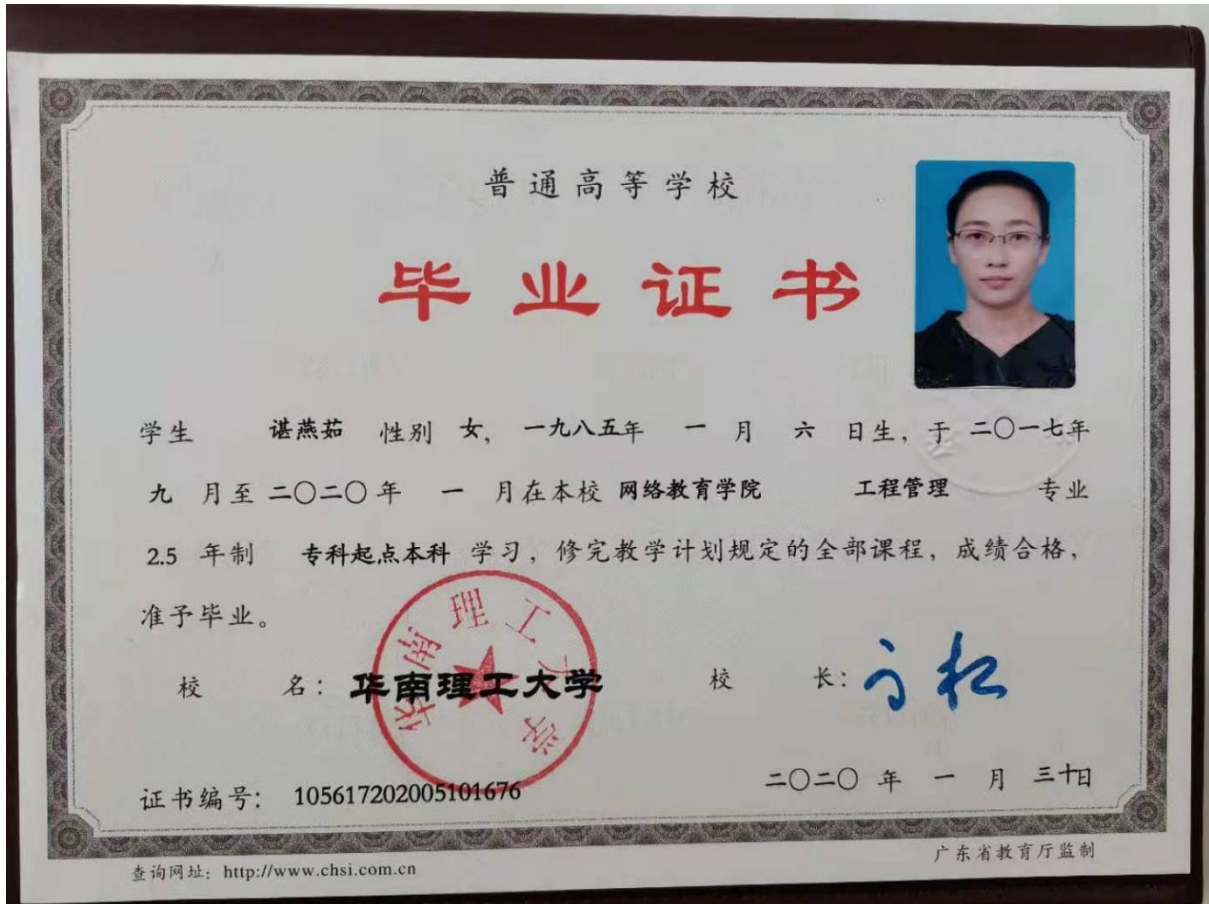 普通高等学校
毕业证书
学生 谌燕茹 性别 女, 一九八五年 一 月 六 日生, 于 二〇一七年
九 月至 二〇二〇 年 一 月在本校 网络教育学院 工程管理 专业
2.5 年制 专科起点本科 学习, 修完教学计划规定的全部课程, 成绩合格,
准予毕业。
校 名: 华南理工大学 校 长:
华南理工大学
证书编号: 105617202005101676 二〇二〇 年 一 月 三十日
查询网址: http://www.chsi.com.cn 广东省教育厅监制